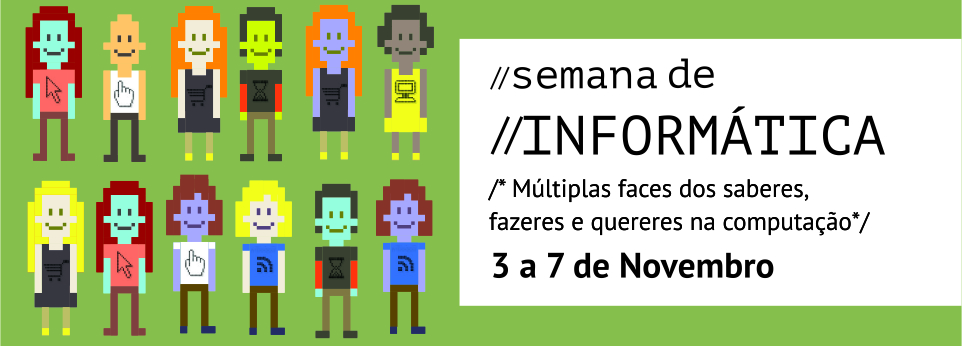 //semana de
//INFORMÁTICA
/* Múltiplas faces dos saberes,
fazeres e quereres na computação*/
3 a 7 de Novembro